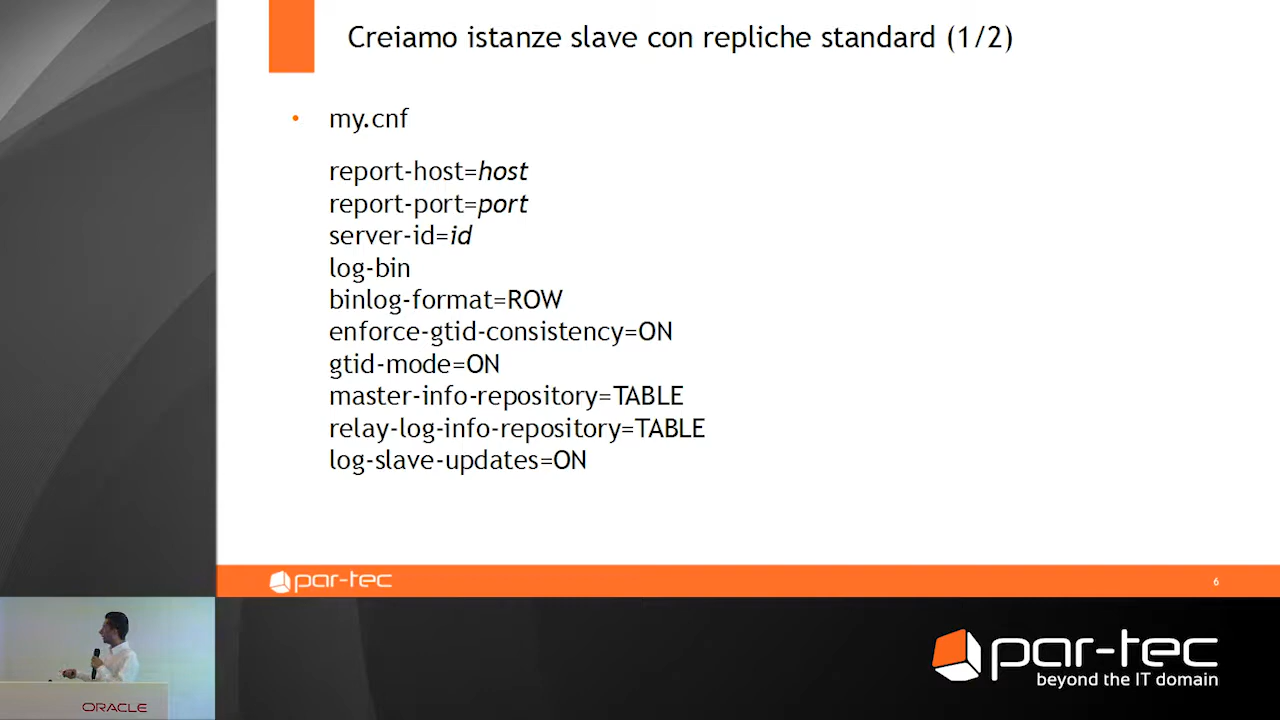 Creiamo istanze slave con repliche standard (1/2)
• my.cnf
report-host=host
report-port=port
server-id=id
log-bin
binlog-format=ROW
enforce-gtid-consistency=ON
gtid-mode=ON
master-info-repository=TABLE
relay-log-info-repository=TABLE
log-slave-updates=ON
par-tec
6
par-tec
beyond the IT domain
ORACLE